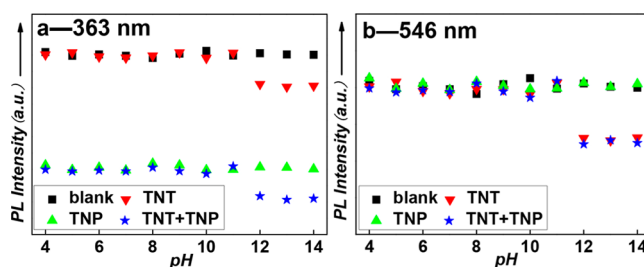 a—363 nm
PL Intensity (a.u.)
blank
TNT
TNP
TNT+TNP
4 6 8 10 12 14
pH
b—546 nm
PL Intensity (a.u.)
blank
TNT
TNP
TNT+TNP
4 6 8 10 12 14
pH